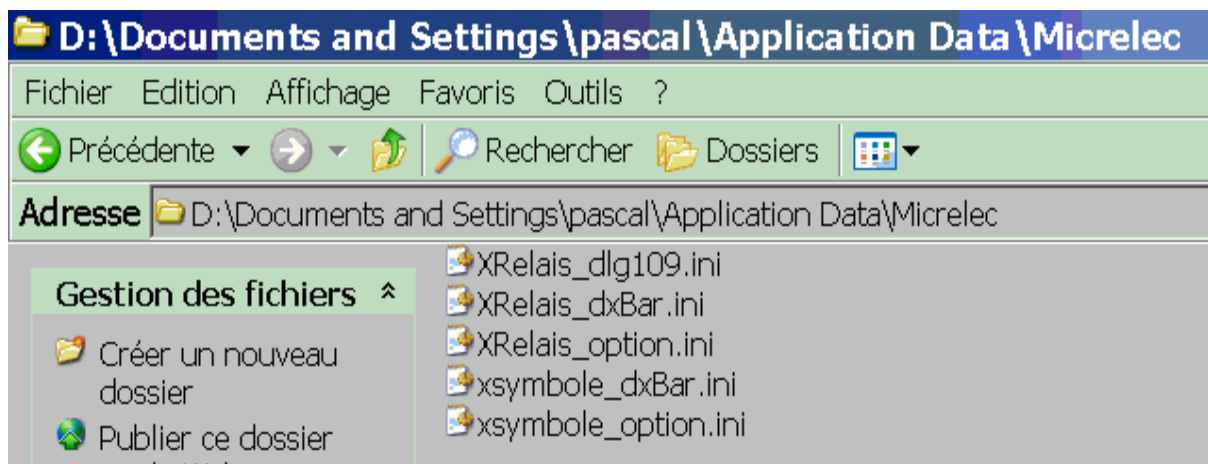 D:\Documents and Settings\pascal\Application Data\Micrelec
Fichier Edition Affichage Favoris Outils ?
Précédente Rechercher Dossiers
Adresse D:\Documents and Settings\pascal\Application Data\Micrelec
Gestion des fichiers
Créer un nouveau
dossier
Publier ce dossier
XRelais_dlg109.ini
XRelais_dxBar.ini
XRelais_option.ini
xsymbole_dxBar.ini
xsymbole_option.ini